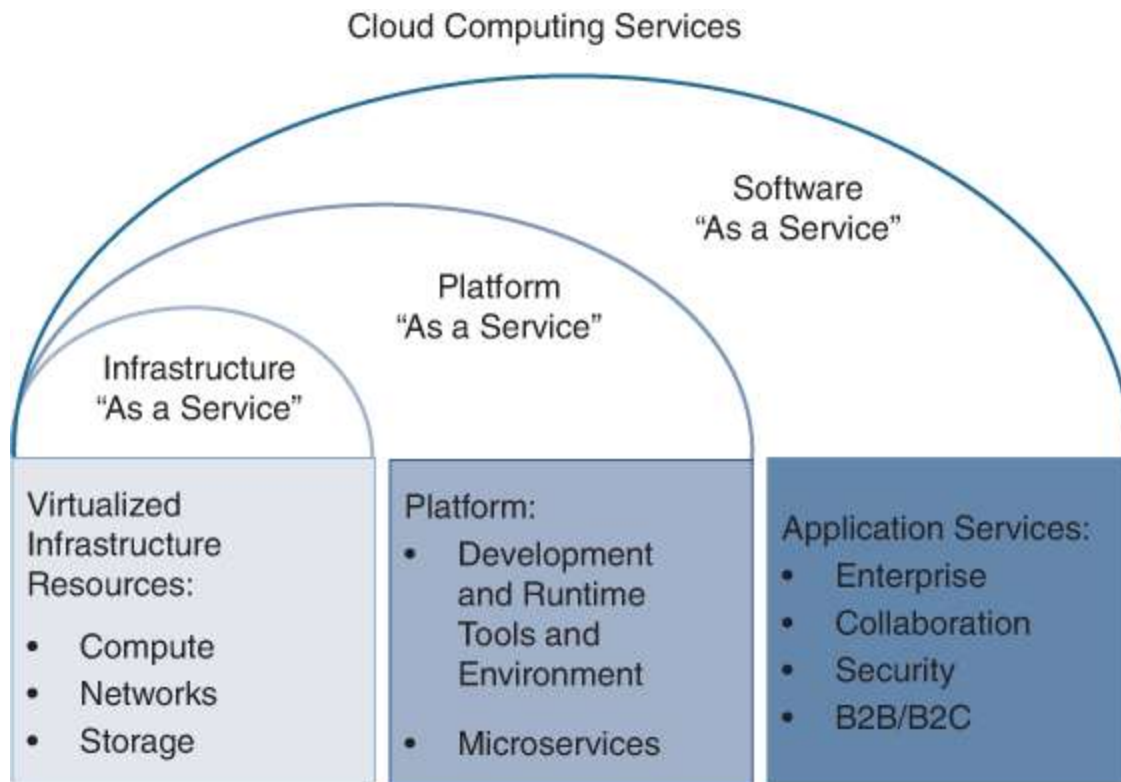 Cloud Computing Services
Software
“As a Service”
Platform
“As a Service”
Infrastructure
“As a Service”
Virtualized
Infrastructure
Resources:
• Compute
• Networks
• Storage
Platform:
• Development
and Runtime
Tools and
Environment
• Microservices
Application Services:
• Enterprise
• Collaboration
• Security
• B2B/B2C